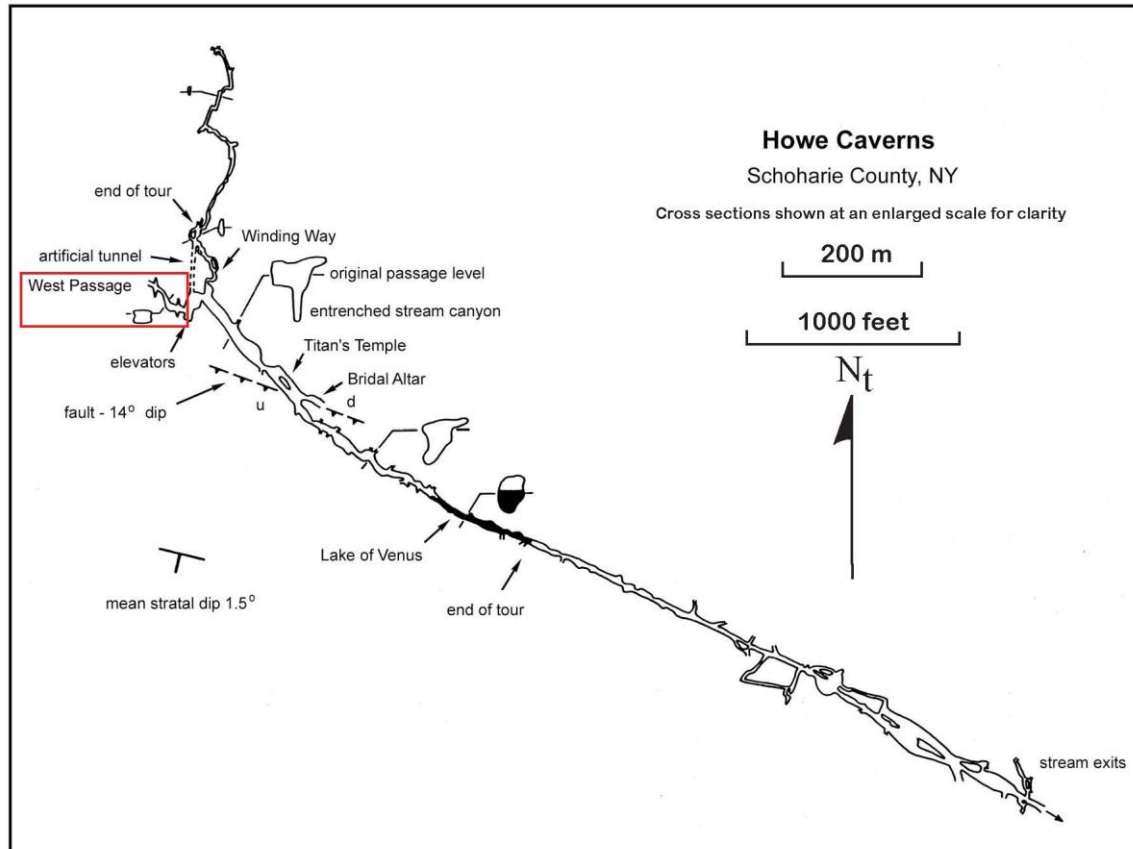 Howe Caverns
Schoharie County, NY
Cross sections shown at an enlarged scale for clarity
200 m
1000 feet
Nt
end of tour
artificial tunnel
Winding Way
West Passage
original passage level
entrenched stream canyon
elevators
Titan's Temple
Bridal Altar
fault - 14° dip
u
d
Lake of Venus
end of tour
mean stratal dip 1.5°
stream exits